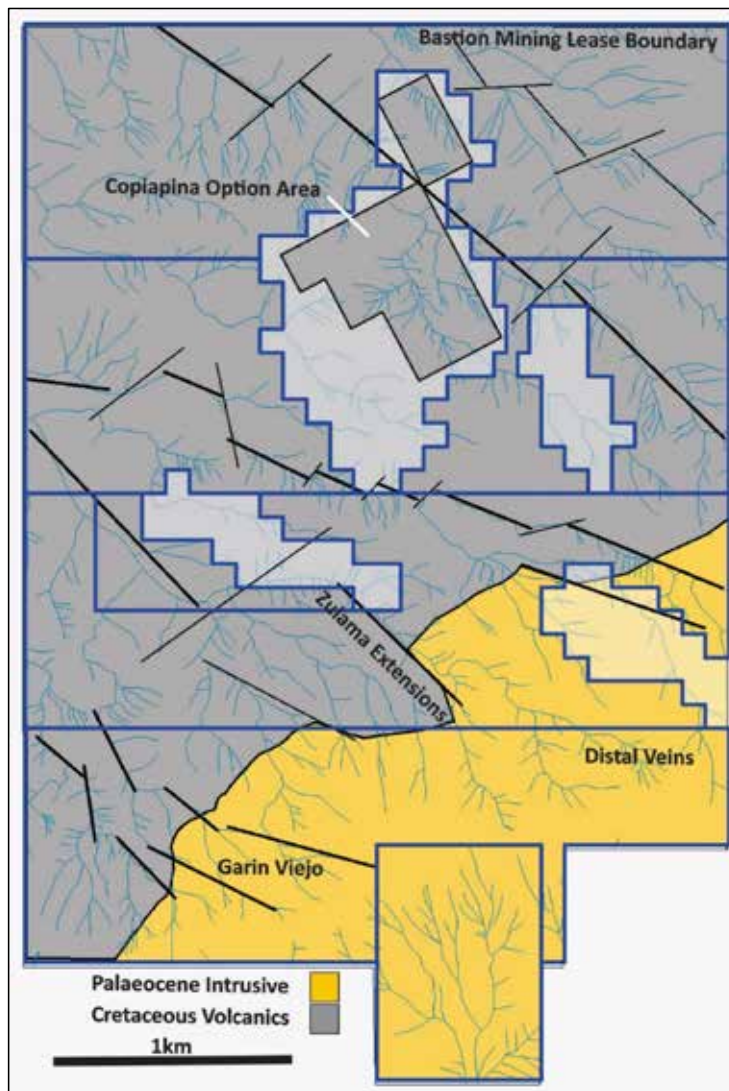 Bastion Mining Lease Boundary
Copiapina Option Area
Zulama Extensions
Distal Veins
Garin Viejo
Palaeocene Intrusive
Cretaceous Volcanics
1km